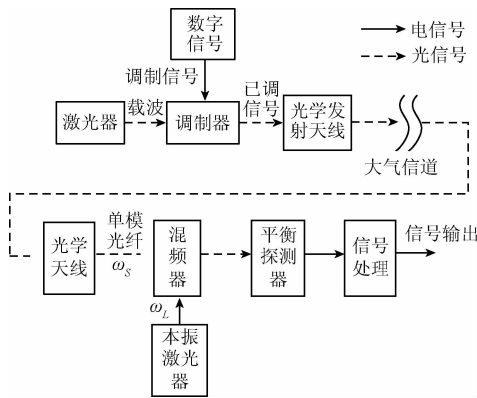 数字
信号
电信号
光信号
调制信号
激光器
载波
调制器
已调
信号
光学发
射天线
大气信道
光学
天线
单模
光纤
ωS
混
频
器
平衡
探测
器
信号
处理
信号输出
ωL
本振
激光
器